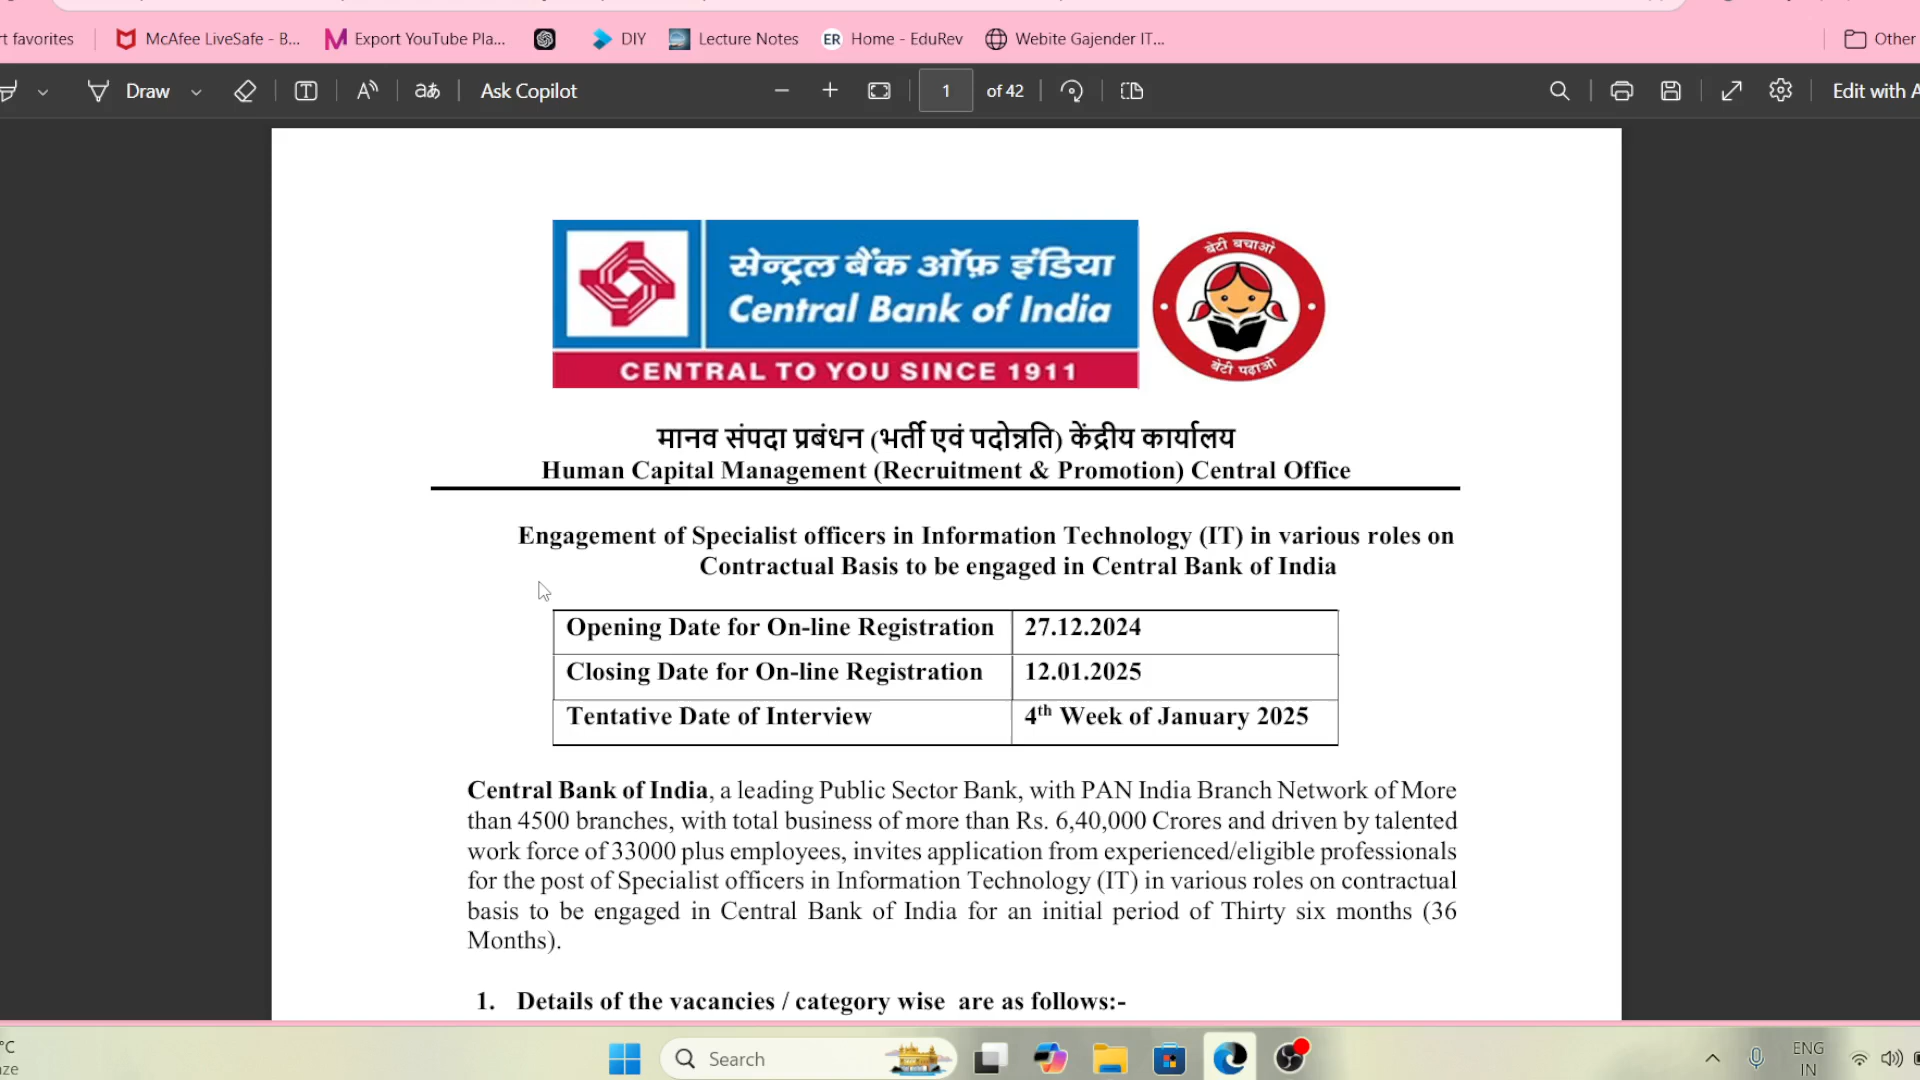 rt favorites
McAfee LiveSafe - B...
Export YouTube Pla...
DIY
Lecture Notes
ER Home - EduRev
Webite Gajender IT...
Other
Draw
T
A
aあ
Ask Copilot
1 of 42
Edit with A
सेन्ट्रल बैंक ऑफ़ इंडिया
Central Bank of India
CENTRAL TO YOU SINCE 1911
बेटी बचाओ
बेटी पढ़ाओ
मानव संपदा प्रबंधन (भर्ती एवं पदोन्नति) केंद्रीय कार्यालय
Human Capital Management (Recruitment & Promotion) Central Office
Engagement of Specialist officers in Information Technology (IT) in various roles on
Contractual Basis to be engaged in Central Bank of India
Opening Date for On-line Registration 27.12.2024
Closing Date for On-line Registration 12.01.2025
Tentative Date of Interview 4th Week of January 2025
Central Bank of India, a leading Public Sector Bank, with PAN India Branch Network of More
than 4500 branches, with total business of more than Rs. 6,40,000 Crores and driven by talented
work force of 33000 plus employees, invites application from experienced/eligible professionals
for the post of Specialist officers in Information Technology (IT) in various roles on contractual
basis to be engaged in Central Bank of India for an initial period of Thirty six months (36
Months).
1. Details of the vacancies / category wise are as follows:-
°C
Search
ENG
IN